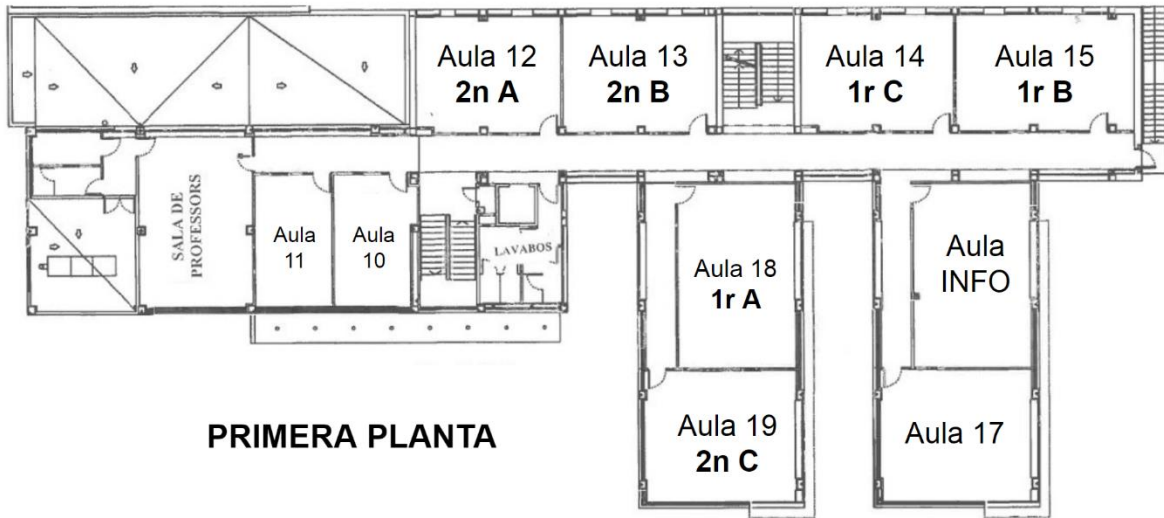 Aula 12
2n A
Aula 13
2n B
Aula 14
1r C
Aula 15
1r B
SALA DE
PROFESSORS
Aula
11
Aula
10
LAVABOS
Aula 18
1r A
Aula
INFO
Aula 19
2n C
Aula 17
PRIMERA PLANTA